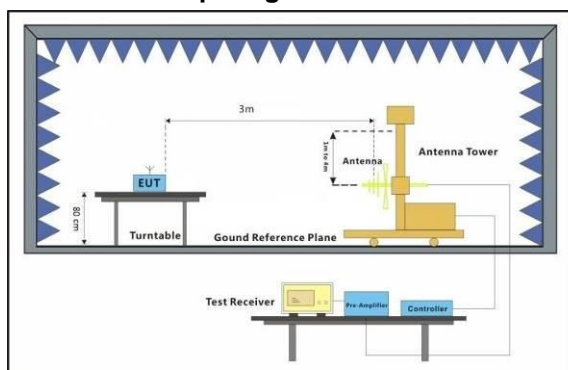 3m
1m to 4m
Antenna
Antenna Tower
EUT
80 cm
Turntable
Gound Reference Plane
Test Receiver
Pre-Amplifier
Controller